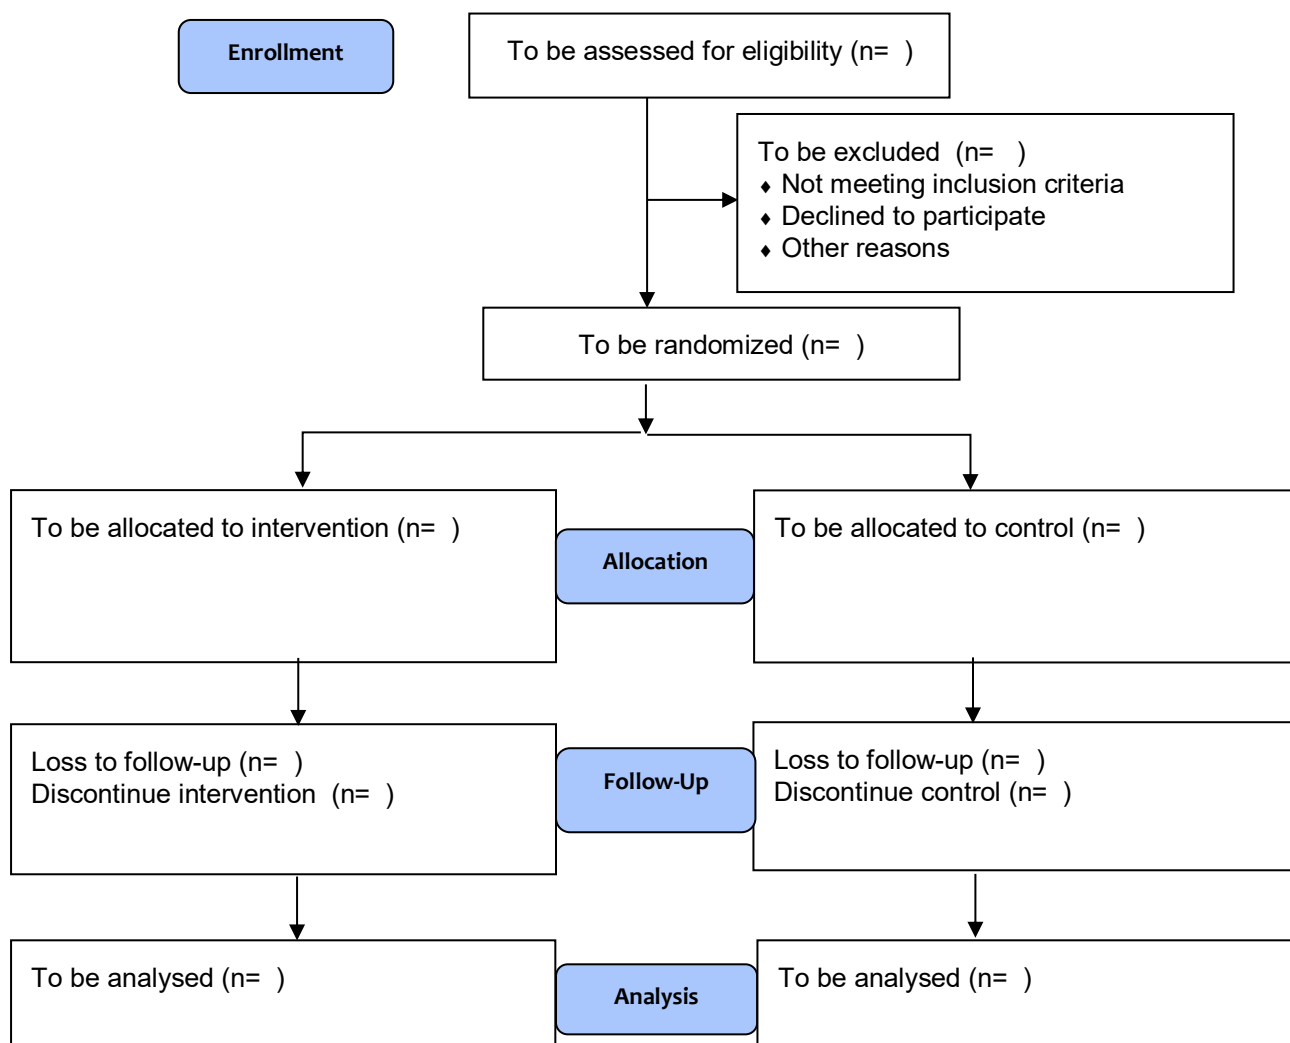 Enrollment
To be assessed for eligibility (n=  )
To be excluded  (n=   )
♦ Not meeting inclusion criteria
♦ Declined to participate
♦ Other reasons
To be randomized (n=  )
To be allocated to intervention (n=  )
Allocation
To be allocated to control (n=  )
Loss to follow-up (n=  )
Discontinue intervention  (n=  )
Follow-Up
Loss to follow-up (n=  )
Discontinue control (n=  )
To be analysed (n=  )
Analysis
To be analysed (n=  )